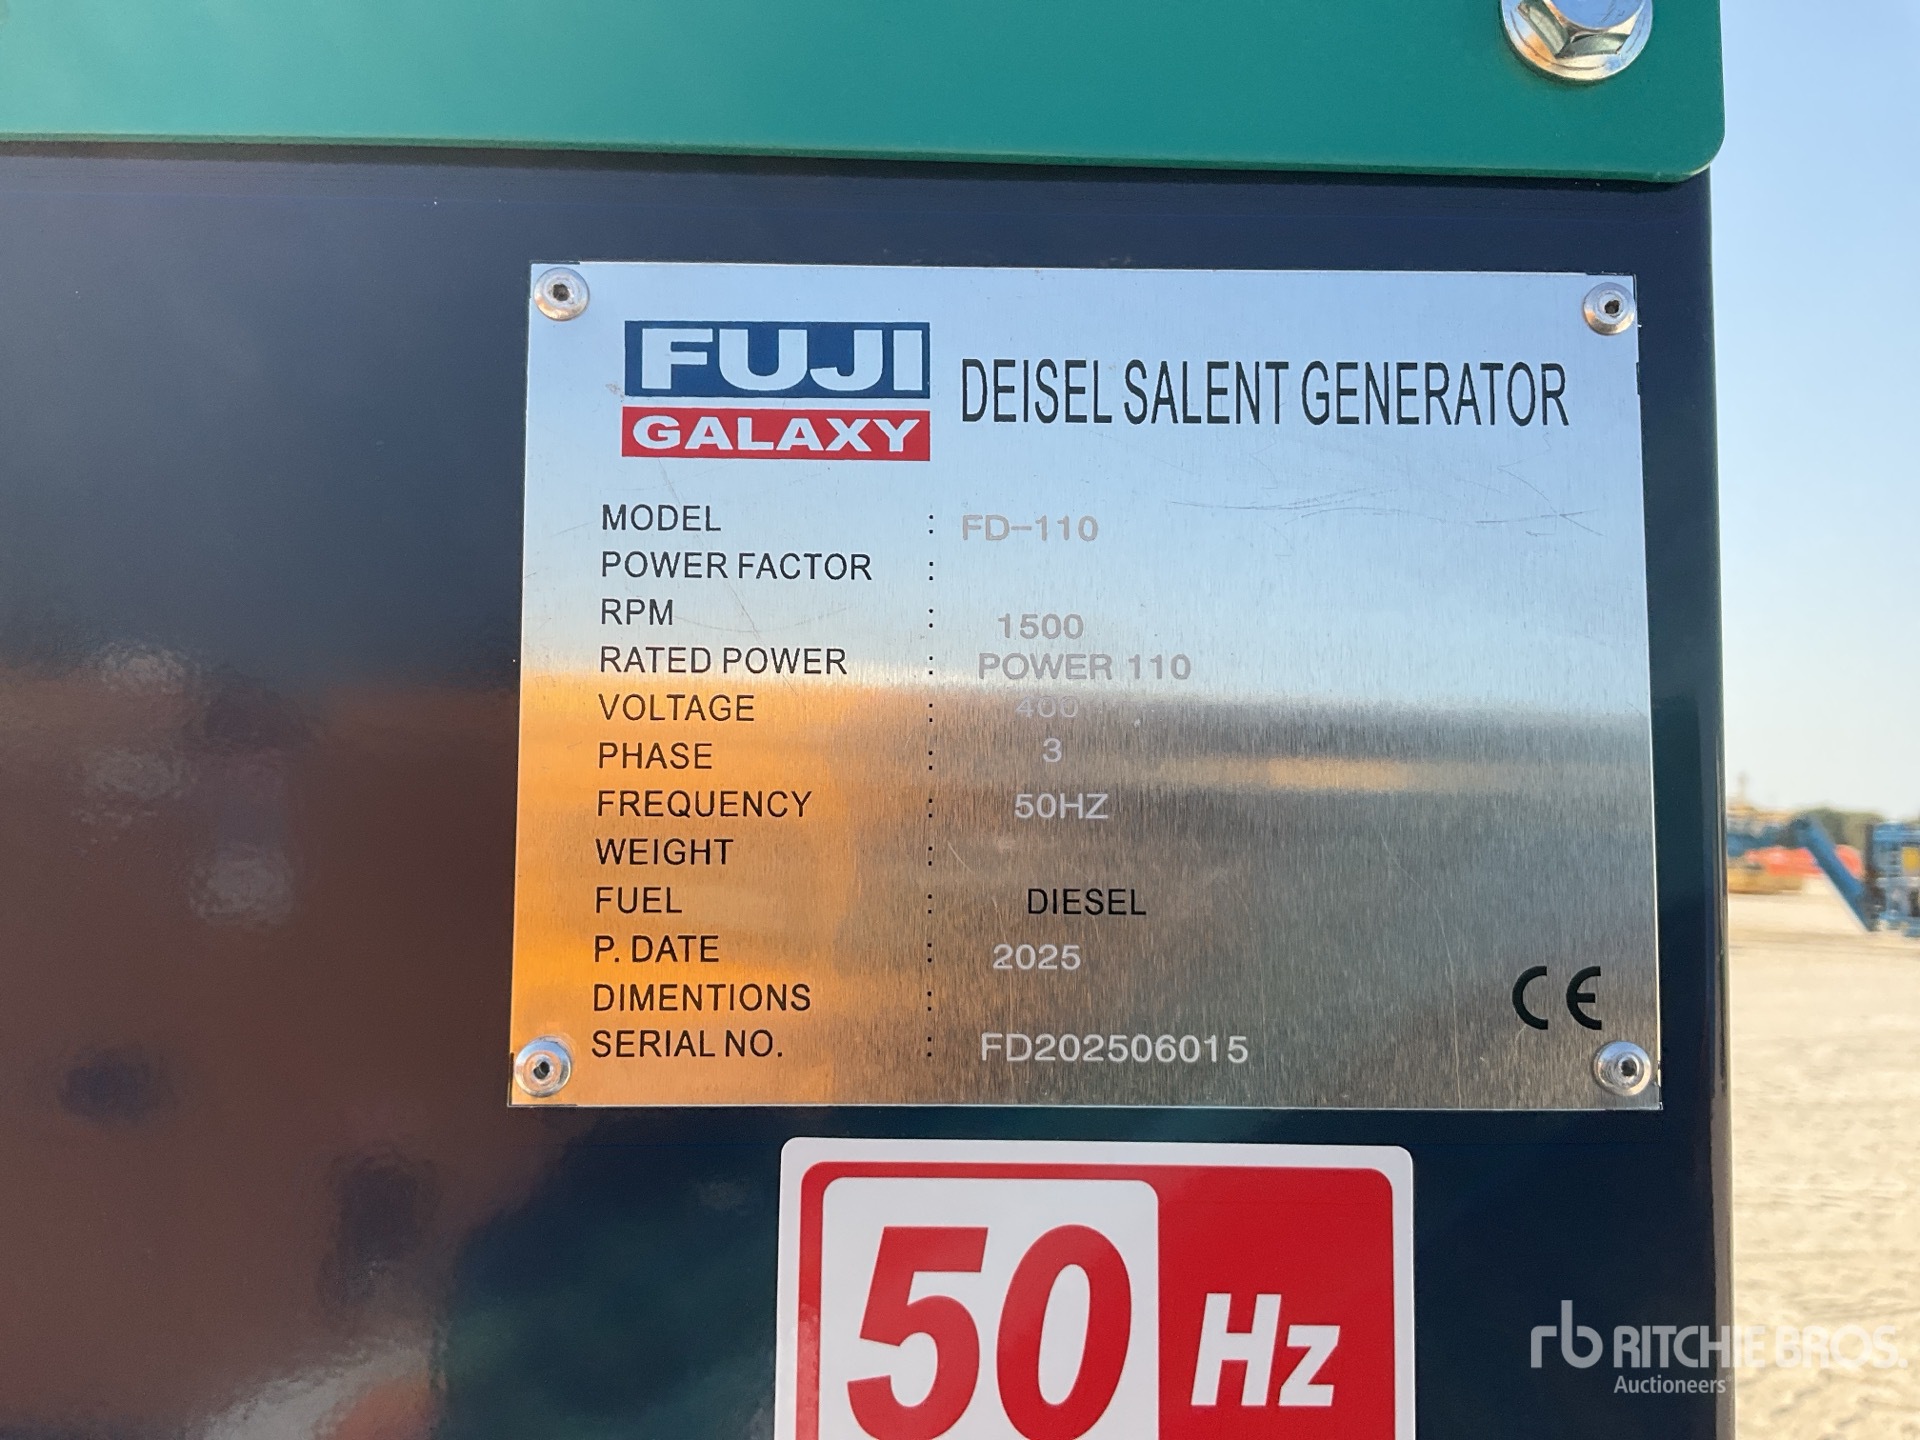 FUJI
GALAXY
DEISEL SALENT GENERATOR
MODEL : FD-110
POWER FACTOR :
RPM : 1500
RATED POWER : POWER 110
VOLTAGE : 400
PHASE : 3
FREQUENCY : 50HZ
WEIGHT :
FUEL : DIESEL
P. DATE : 2025
DIMENTIONS :
SERIAL NO. : FD202506015
CE
50 Hz
rb RITCHIE BROS.
Auctioneers